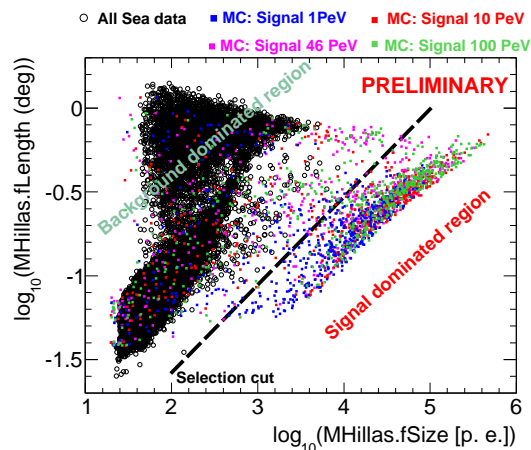 All Sea data
MC: Signal 1PeV
MC: Signal 10 PeV
MC: Signal 46 PeV
MC: Signal 100 PeV
PRELIMINARY
Background dominated region
Signal dominated region
Selection cut
log10(MHillas.fLength (deg))
0
-0.5
-1
-1.5
1 2 3 4 5 6
log10(MHillas.fSize [p. e.])